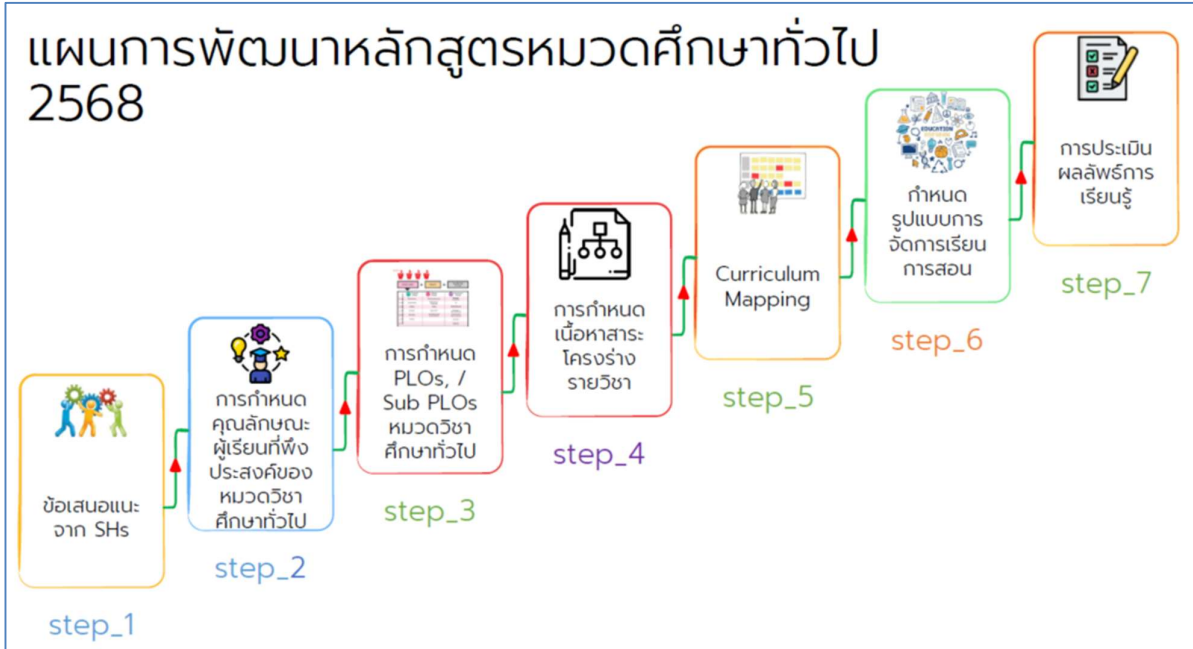 แผนการพัฒนาหลักสูตรหมวดศึกษาทั่วไป
2568
ข้อเสนอแนะ
จาก SHs
step_1
การกำหนด
คุณลักษณะ
ผู้เรียนที่พึง
ประสงค์ของ
หมวดวิชา
ศึกษาทั่วไป
step_2
การกำหนด
PLOs, /
Sub PLOs
หมวดวิชา
ศึกษาทั่วไป
step_3
การกำหนด
เนื้อหาสาระ
โครงร่าง
รายวิชา
step_4
Curriculum
Mapping
step_5
EDUCATION
กำหนด
รูปแบบการ
จัดการเรียน
การสอน
step_6
การประเมิน
ผลลัพธ์การ
เรียนรู้
step_7